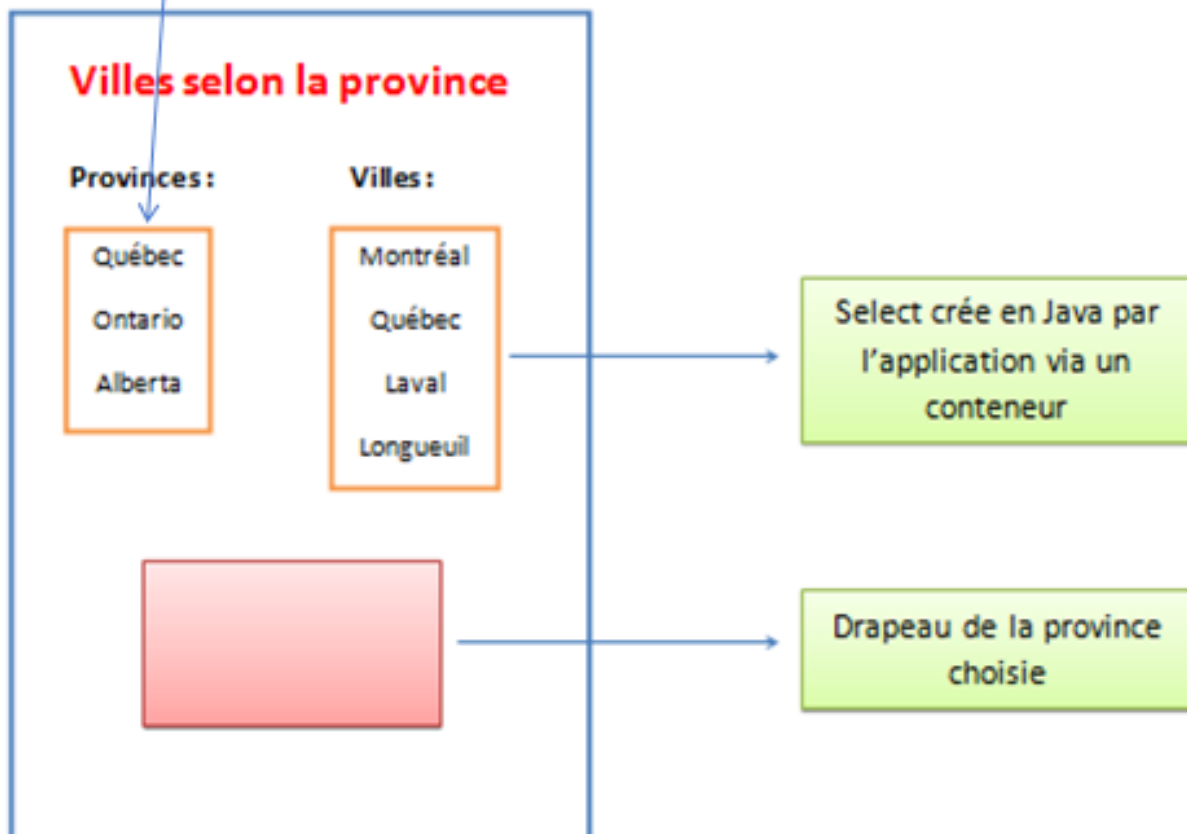 Villes selon la province
Provinces :
Québec
Ontario
Alberta
Villes :
Montréal
Québec
Laval
Longueuil
Select crée en Java par
l'application via un
conteneur
Drapeau de la province
choisie